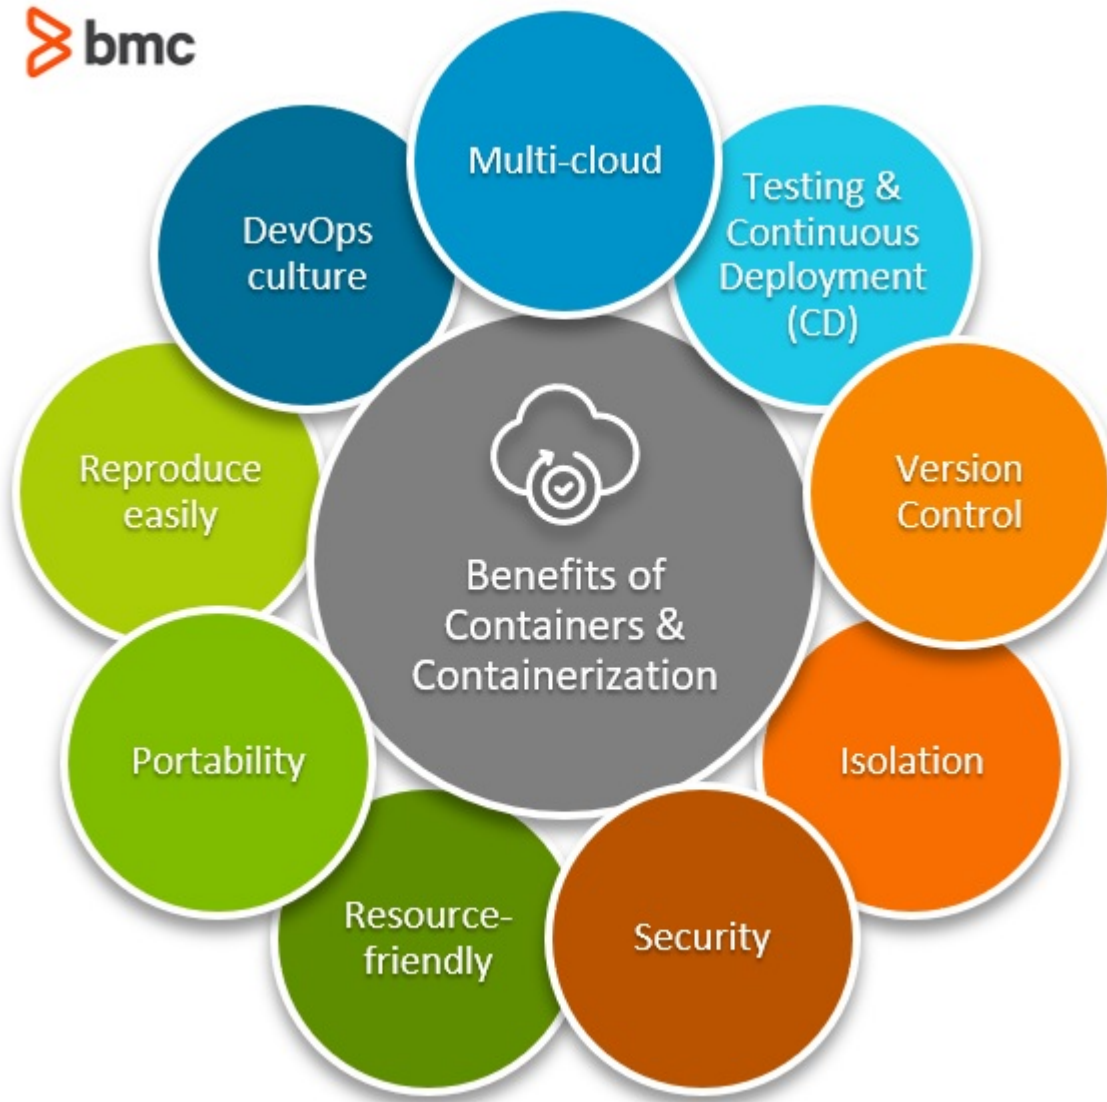 bmc
Multi-cloud
Testing &
Continuous
Deployment
(CD)
Version
Control
Isolation
Security
Resource-
friendly
Portability
Reproduce
easily
DevOps
culture
Benefits of
Containers &
Containerization